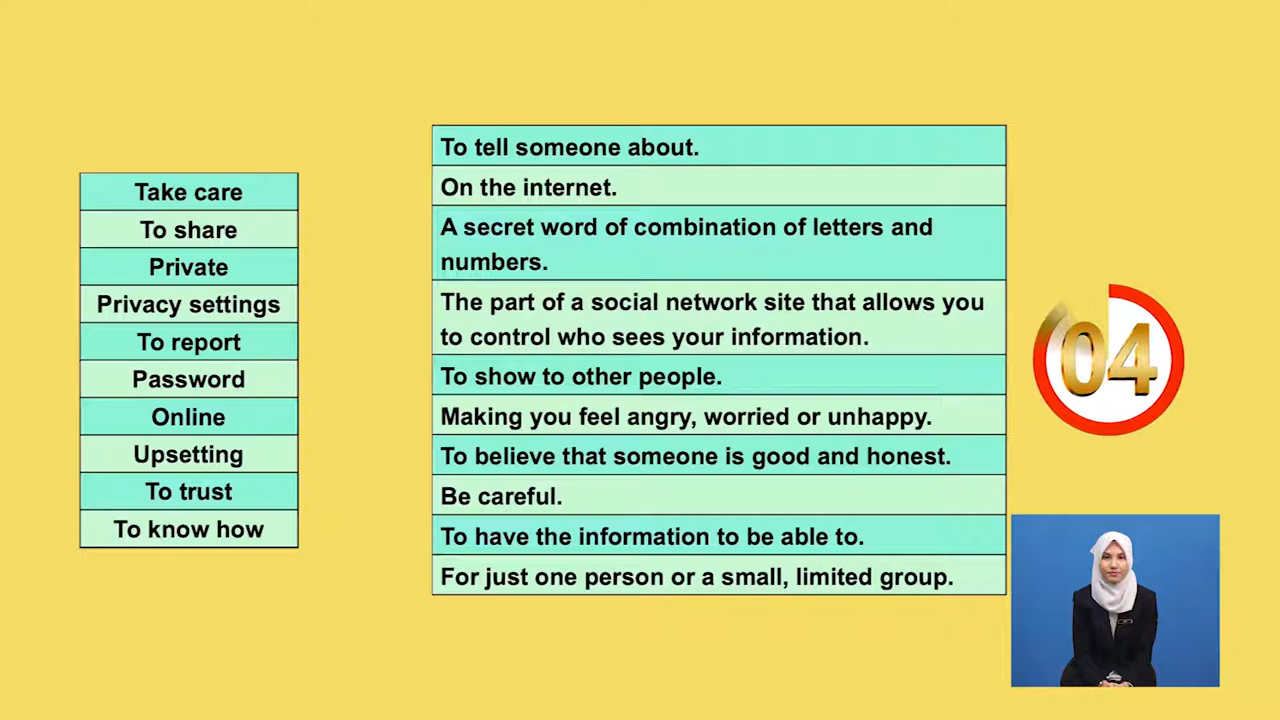 Take care
To share
Private
Privacy settings
To report
Password
Online
Upsetting
To trust
To know how
To tell someone about.
On the internet.
A secret word of combination of letters and
numbers.
The part of a social network site that allows you
to control who sees your information.
To show to other people.
Making you feel angry, worried or unhappy.
To believe that someone is good and honest.
Be careful.
To have the information to be able to.
For just one person or a small, limited group.
04